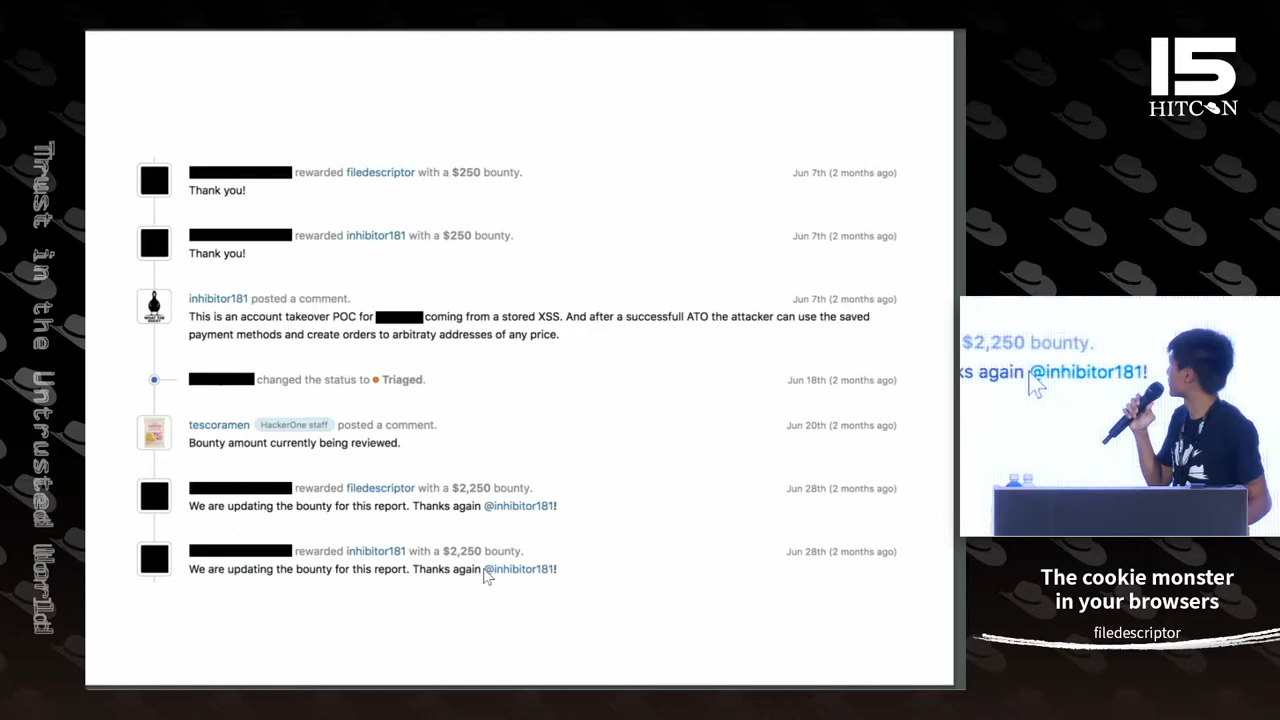 15
HITCON
Thrust in the Untrusted World
rewarded filedescriptor with a $250 bounty.
Jun 7th (2 months ago)
Thank you!
rewarded inhibitor181 with a $250 bounty.
Jun 7th (2 months ago)
Thank you!
inhibitor181 posted a comment.
Jun 7th (2 months ago)
This is an account takeover POC for coming from a stored XSS. And after a successfull ATO the attacker can use the saved
payment methods and create orders to arbitraty addresses of any price.
changed the status to Triaged.
Jun 18th (2 months ago)
tescoramen HackerOne staff posted a comment.
Jun 20th (2 months ago)
Bounty amount currently being reviewed.
rewarded filedescriptor with a $2,250 bounty.
Jun 28th (2 months ago)
We are updating the bounty for this report. Thanks again @inhibitor181!
rewarded inhibitor181 with a $2,250 bounty.
Jun 28th (2 months ago)
We are updating the bounty for this report. Thanks again @inhibitor181!
$2,250 bounty.
ks again @inhibitor181!
The cookie monster
in your browsers
filedescriptor